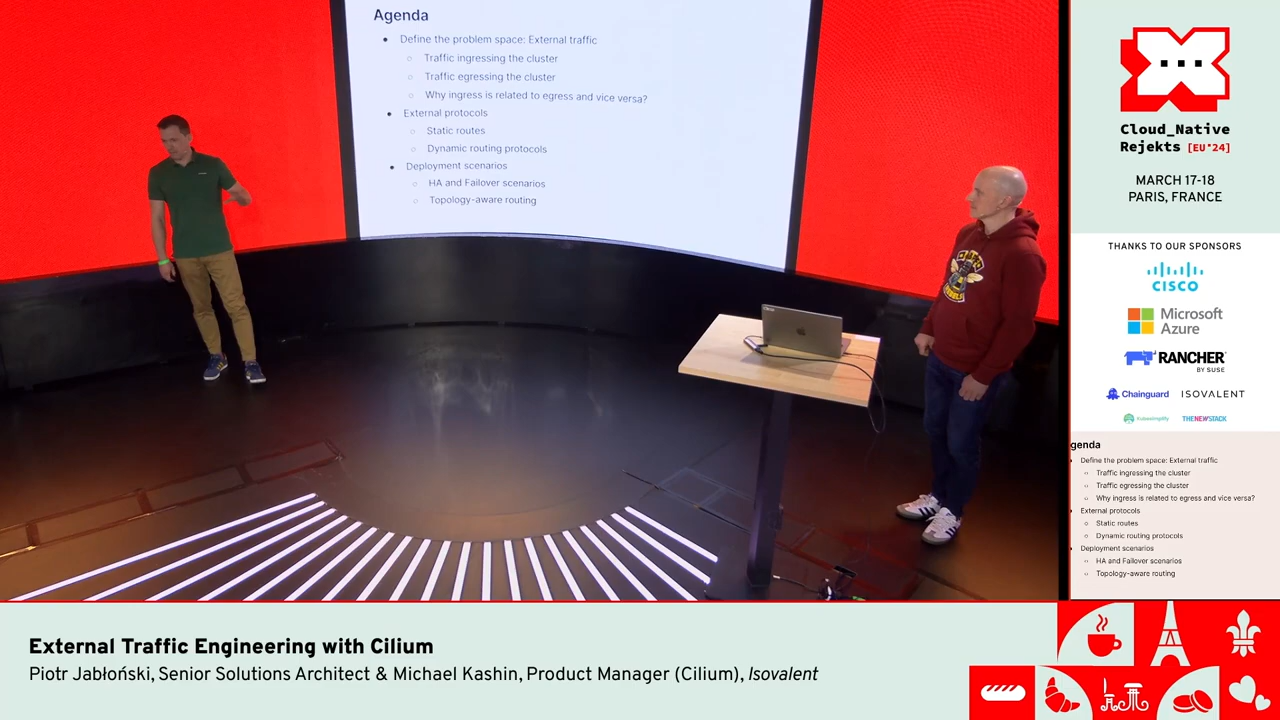 Agenda
Define the problem space: External traffic
Traffic ingressing the cluster
Traffic egressing the cluster
Why ingress is related to egress and vice versa?
External protocols
Static routes
Dynamic routing protocols
Deployment scenarios
HA and Failover scenarios
Topology-aware routing
Cloud_Native
Rejekts [EU*24]
MARCH 17-18
PARIS, FRANCE
THANKS TO OUR SPONSORS
CISCO
Microsoft
Azure
RANCHER
BY SUSE
Chainguard ISOVALENT
THENEWSTACK
genda
Define the problem space: External traffic
Traffic ingressing the cluster
Traffic egressing the cluster
Why ingress is related to egress and vice versa?
External protocols
Static routes
Dynamic routing protocols
Deployment scenarios
HA and Failover scenarios
Topology-aware routing
External Traffic Engineering with Cilium
Piotr Jabłoński, Senior Solutions Architect & Michael Kashin, Product Manager (Cilium), Isovalent